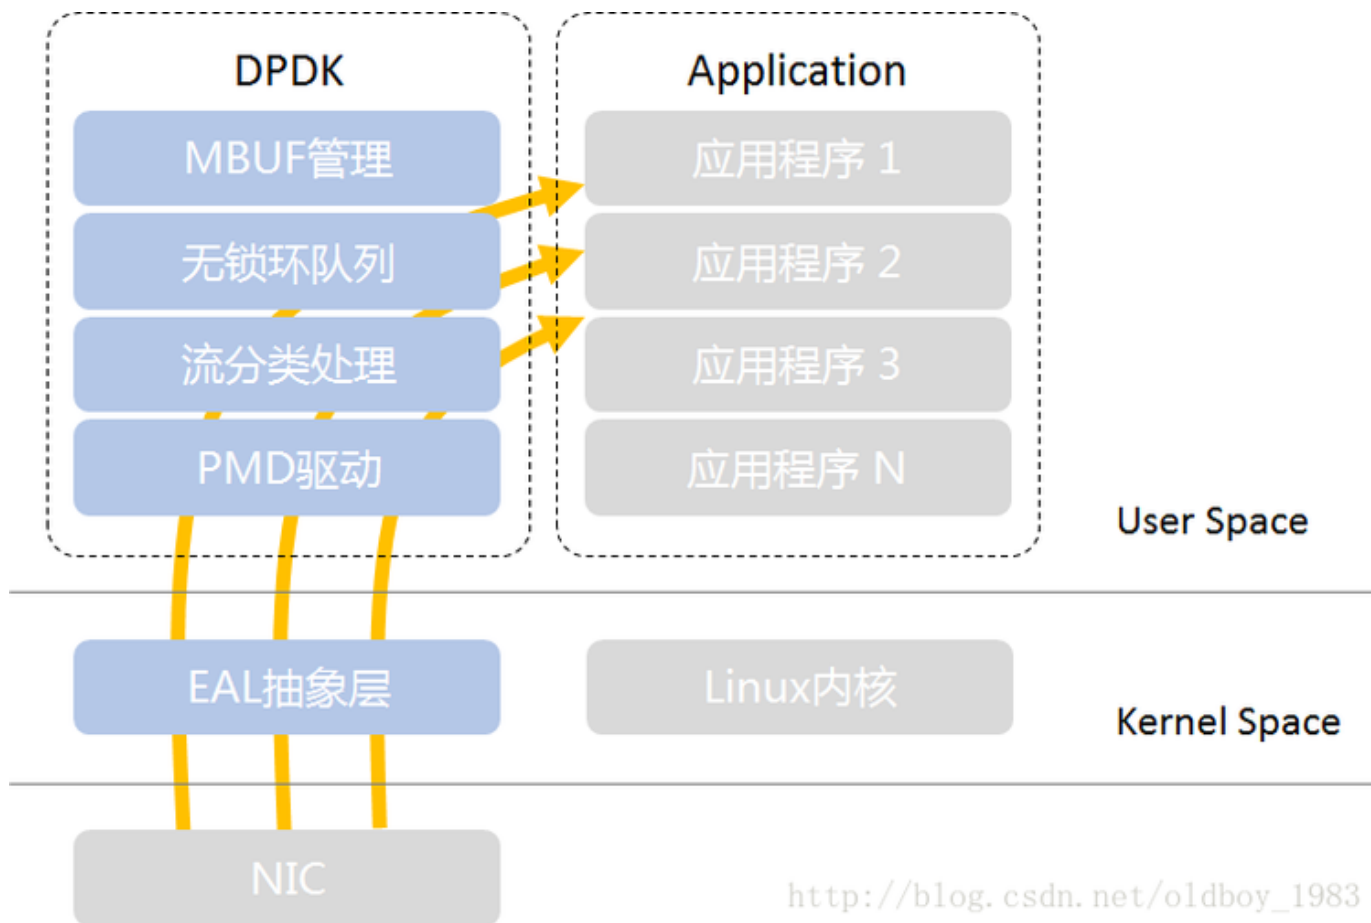 DPDK
MBUF管理
无锁环队列
流分类处理
PMD驱动
Application
应用程序 1
应用程序 2
应用程序 3
应用程序 N
User Space
EAL抽象层
Linux内核
Kernel Space
NIC
http://blog.csdn.net/oldboy_1983